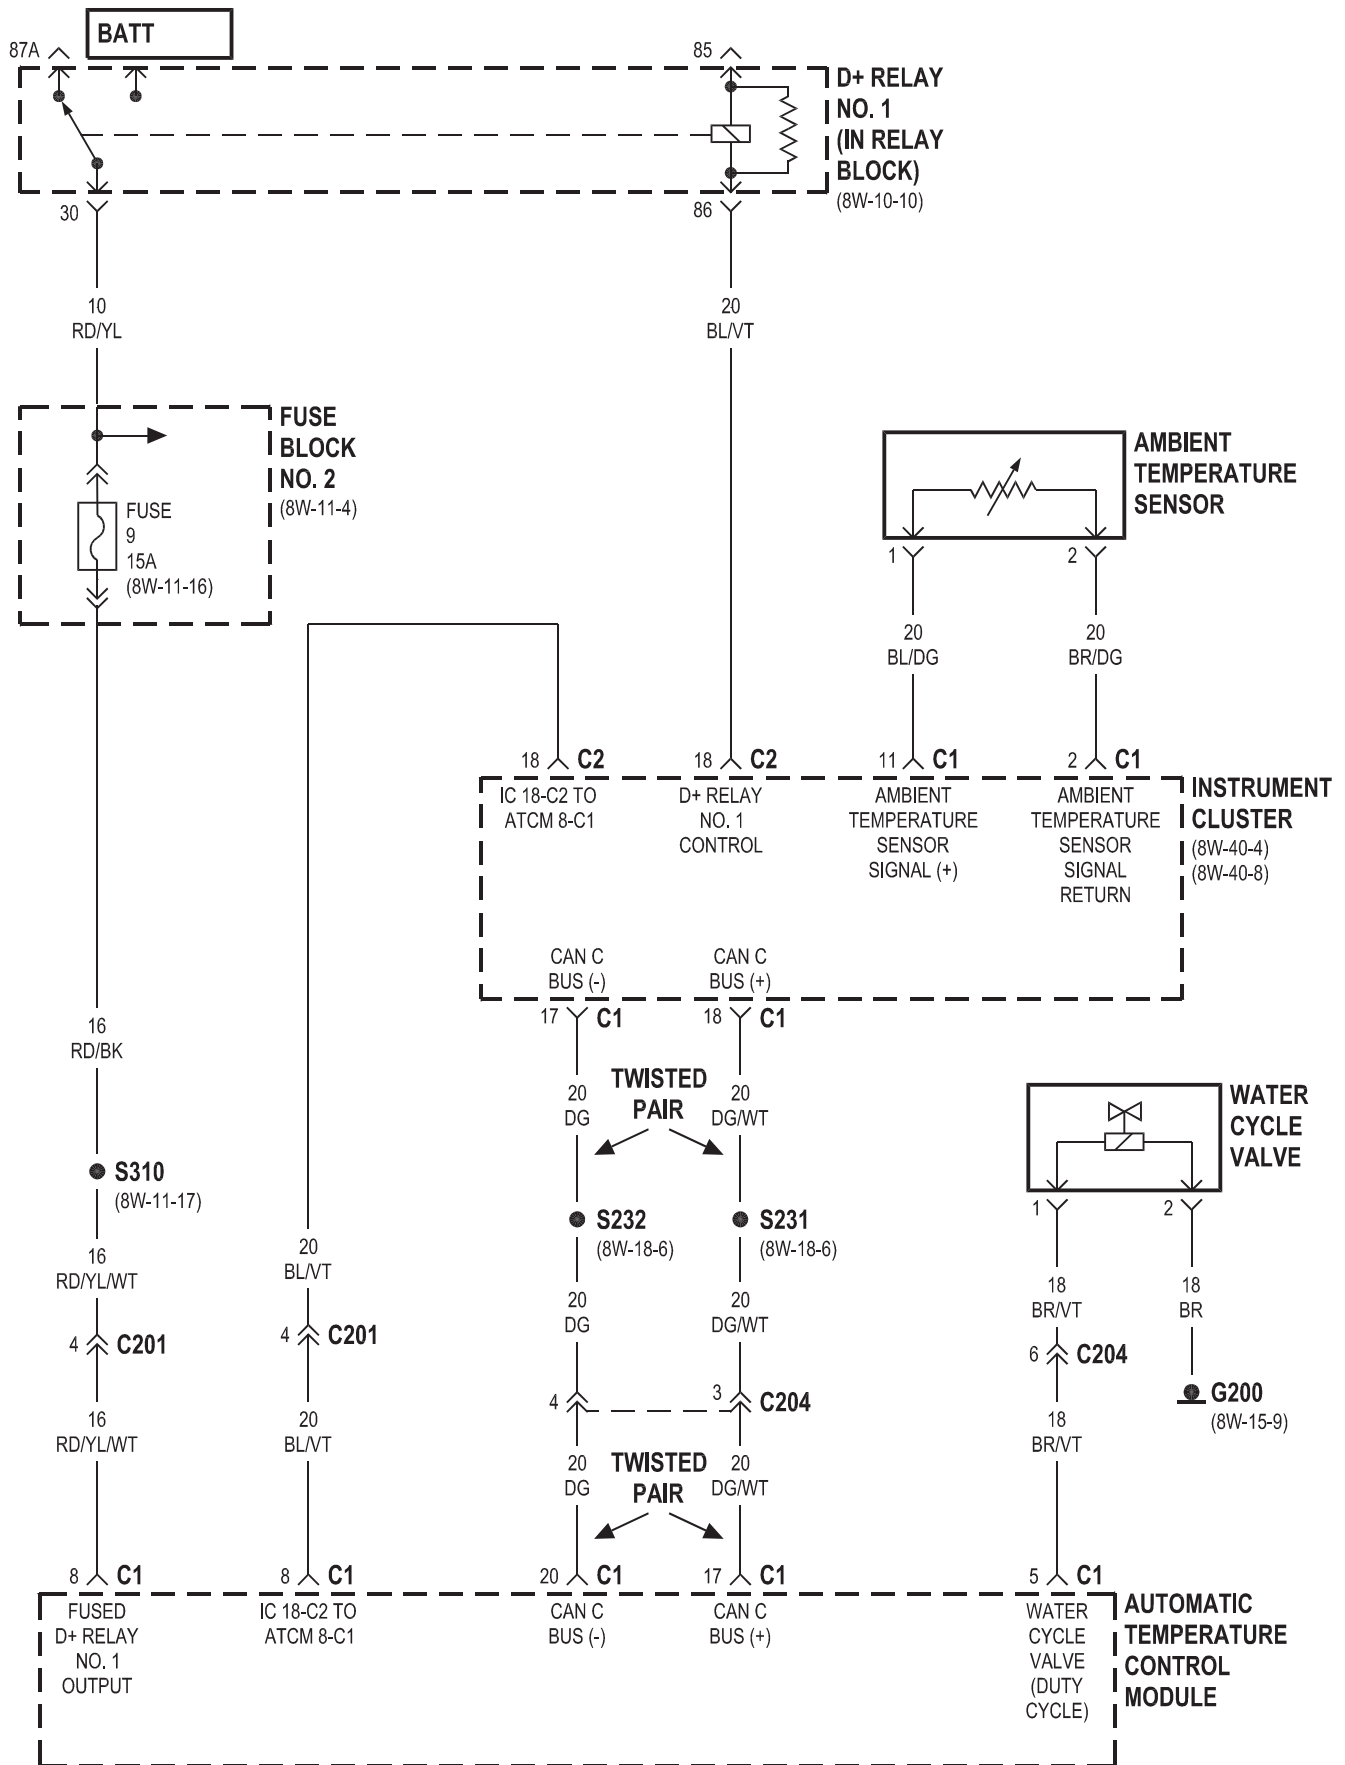 BATT
87A
85
D+ RELAY
NO. 1
(IN RELAY
BLOCK)
(8W-10-10)
30
86
10
RD/YL
20
BL/VT
FUSE
BLOCK
NO. 2
(8W-11-4)
FUSE
9
15A
(8W-11-16)
AMBIENT
TEMPERATURE
SENSOR
1
2
20
BL/DG
20
BR/DG
18
C2
18
C2
11
C1
2
C1
IC 18-C2 TO
ATCM 8-C1
D+ RELAY
NO. 1
CONTROL
AMBIENT
TEMPERATURE
SENSOR
SIGNAL (+)
AMBIENT
TEMPERATURE
SENSOR
SIGNAL
RETURN
INSTRUMENT
CLUSTER
(8W-40-4)
(8W-40-8)
CAN C
BUS (-)
CAN C
BUS (+)
17
C1
18
C1
16
RD/BK
20
DG
TWISTED
PAIR
20
DG/WT
WATER
CYCLE
VALVE
S310
(8W-11-17)
S232
(8W-18-6)
S231
(8W-18-6)
1
2
16
RD/YL/WT
20
BL/VT
20
DG
20
DG/WT
18
BR/VT
18
BR
4
C201
4
C201
4
3
C204
6
C204
G200
(8W-15-9)
16
RD/YL/WT
20
BL/VT
20
DG
TWISTED
PAIR
20
DG/WT
18
BR/VT
8
C1
8
C1
20
C1
17
C1
5
C1
FUSED
D+ RELAY
NO. 1
OUTPUT
IC 18-C2 TO
ATCM 8-C1
CAN C
BUS (-)
CAN C
BUS (+)
WATER
CYCLE
VALVE
(DUTY
CYCLE)
AUTOMATIC
TEMPERATURE
CONTROL
MODULE